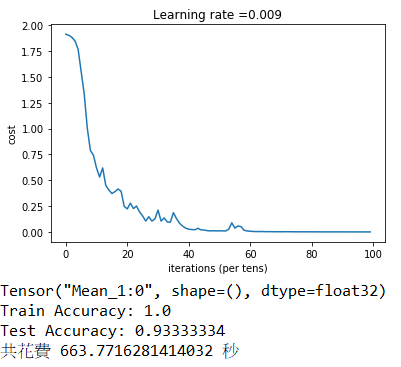 Learning rate =0.009
2.00
1.75
1.50
1.25
1.00
0.75
0.50
0.25
0.00
cost
0 20 40 60 80 100
iterations (per tens)
Tensor("Mean_1:0", shape=(), dtype=float32)
Train Accuracy: 1.0
Test Accuracy: 0.93333334
共花費 663.7716281414032 秒